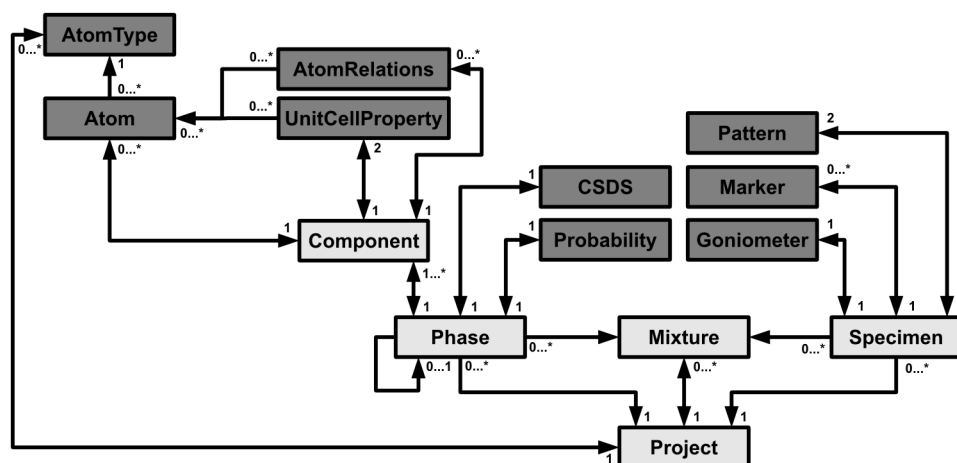 AtomType
0...*
1
0...*
Atom
0...*
0...*
0...*
AtomRelations
0...*
0...*
UnitCellProperty
2
1
1
1
Component
1...*
1
1
CSDS
1
Probability
1
1
Pattern
2
Marker
0...*
Goniometer
1
1
1
1
Phase
0...1
0...*
0...*
Mixture
0...*
Specimen
0...*
0...*
1
1
1
Project
1